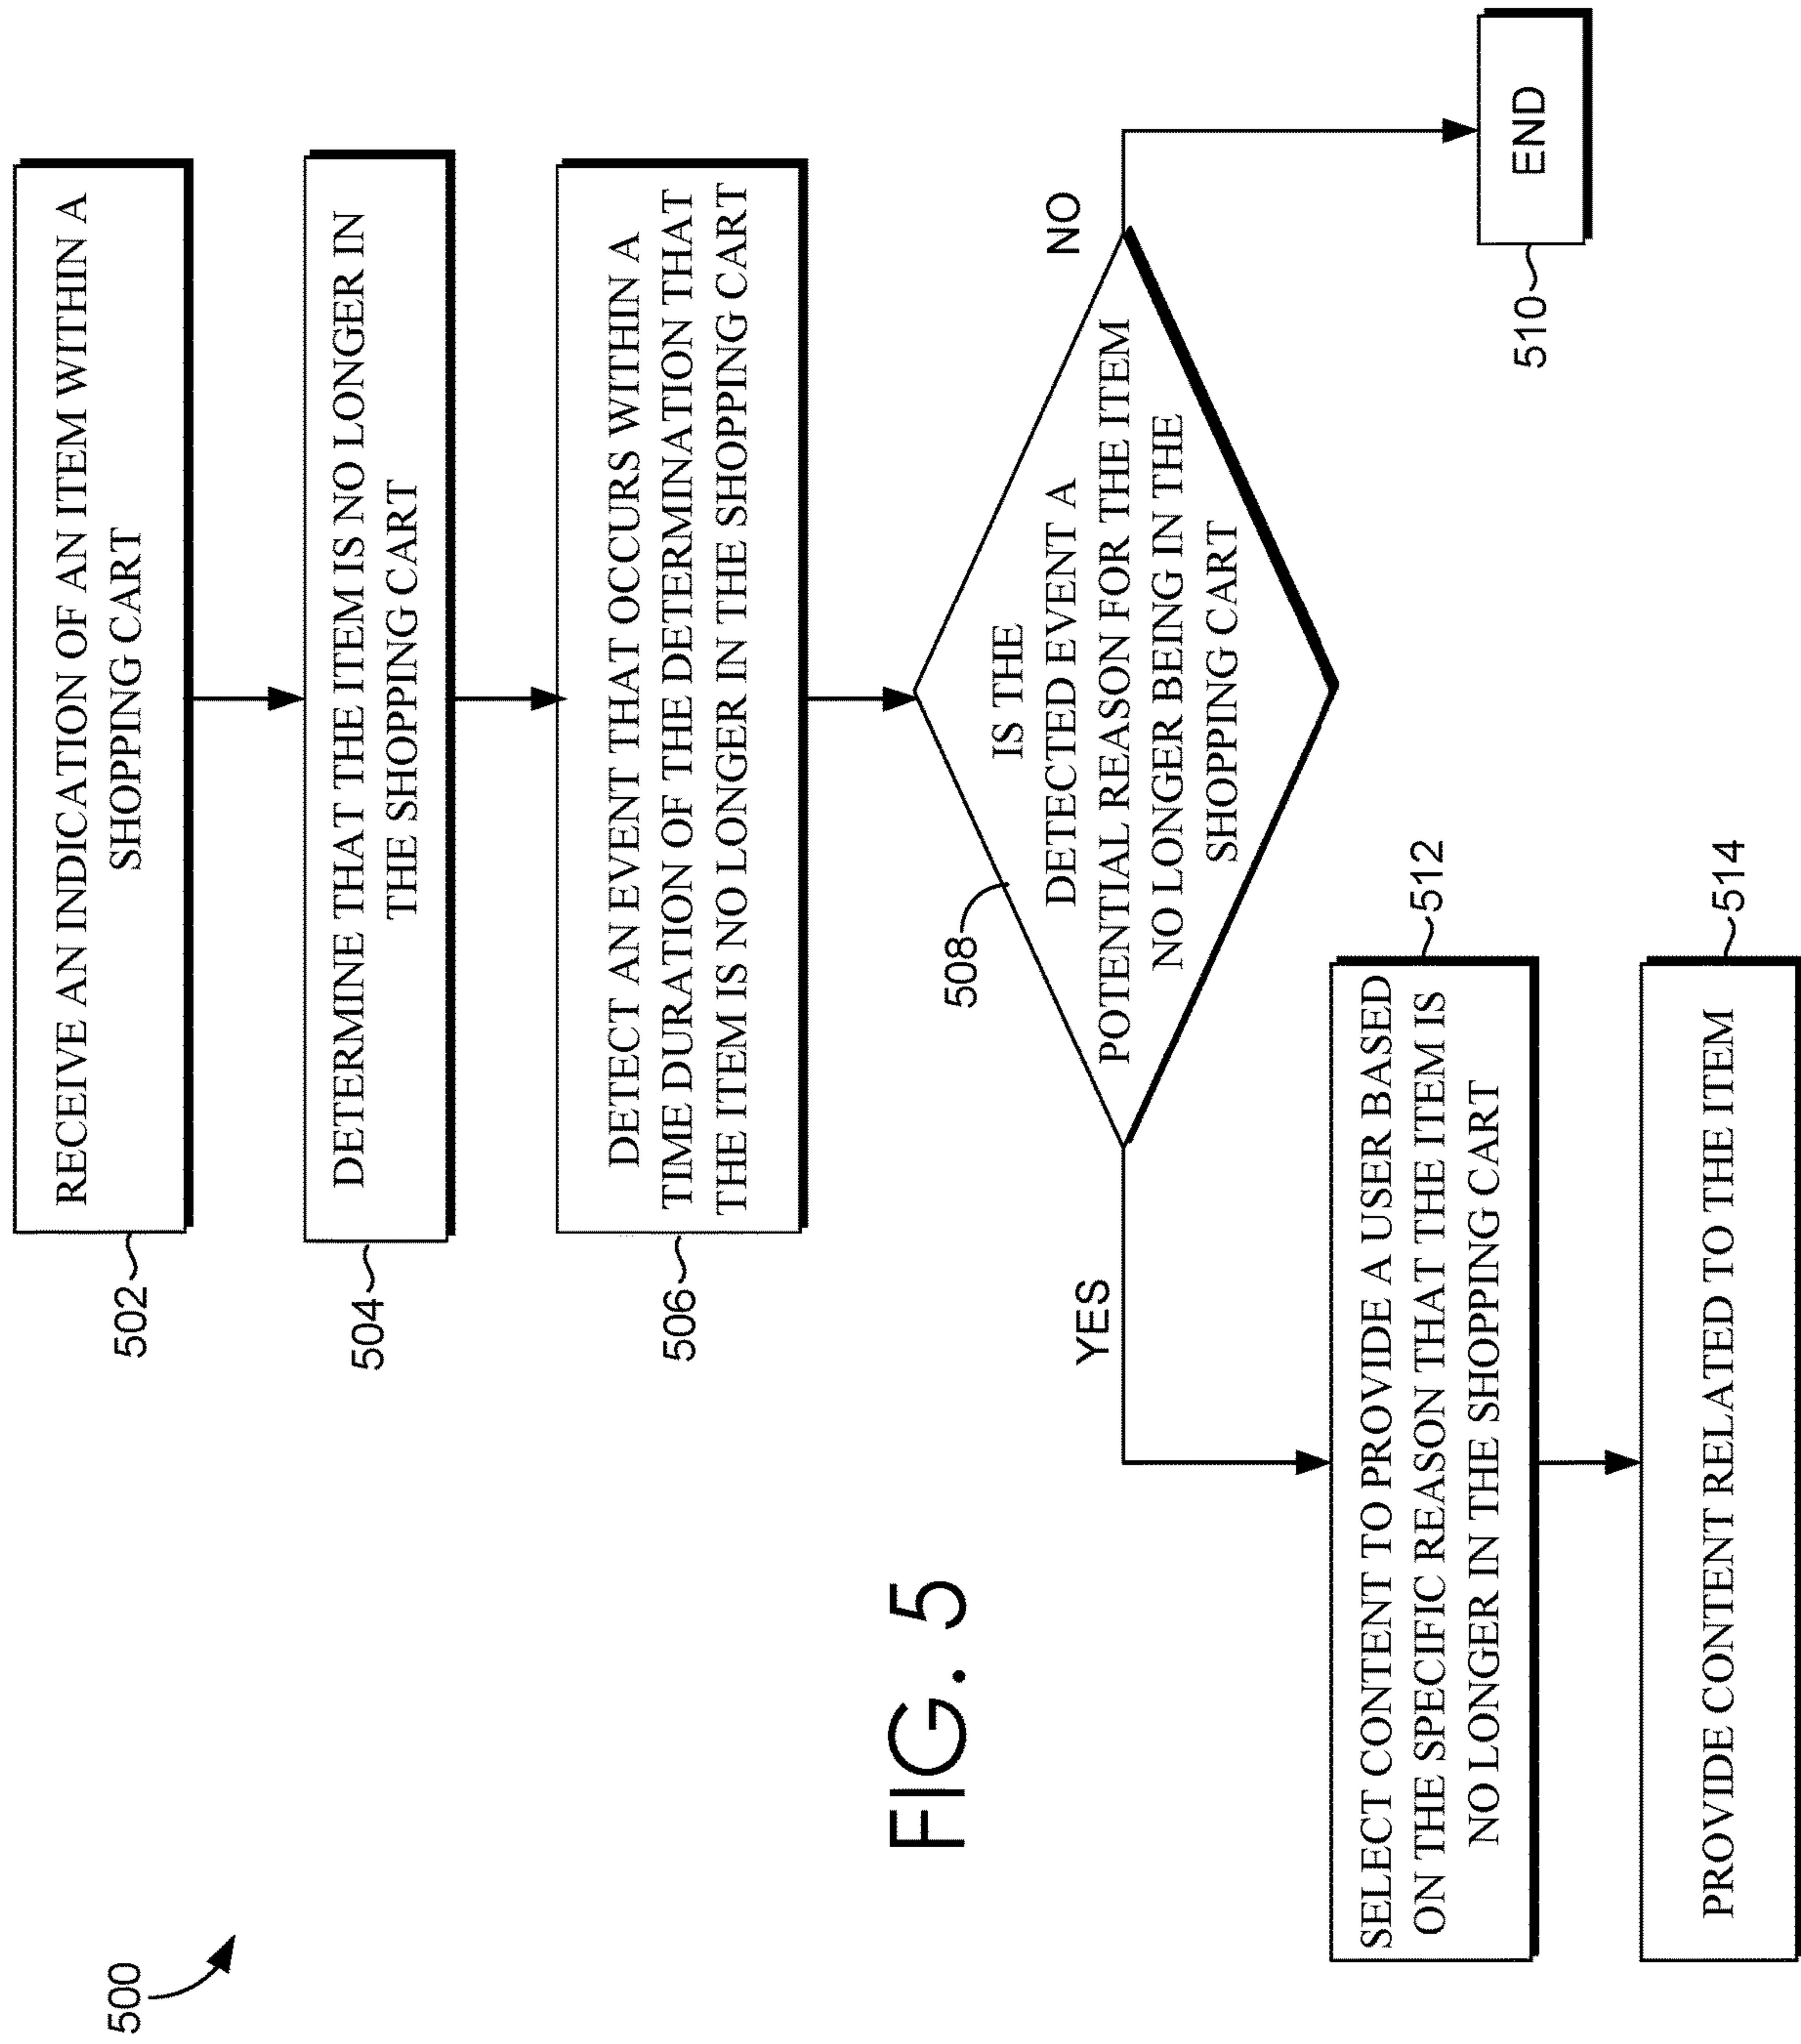 500
502
RECEIVE AN INDICATION OF AN ITEM WITHIN A
SHOPPING CART
504
DETERMINE THAT THE ITEM IS NO LONGER IN
THE SHOPPING CART
506
DETECT AN EVENT THAT OCCURS WITHIN A
TIME DURATION OF THE DETERMINATION THAT
THE ITEM IS NO LONGER IN THE SHOPPING CART
508
IS THE
DETECTED EVENT A
POTENTIAL REASON FOR THE ITEM
NO LONGER BEING IN THE
SHOPPING CART
YES
NO
512
SELECT CONTENT TO PROVIDE A USER BASED
ON THE SPECIFIC REASON THAT THE ITEM IS
NO LONGER IN THE SHOPPING CART
510
END
514
PROVIDE CONTENT RELATED TO THE ITEM
FIG. 5